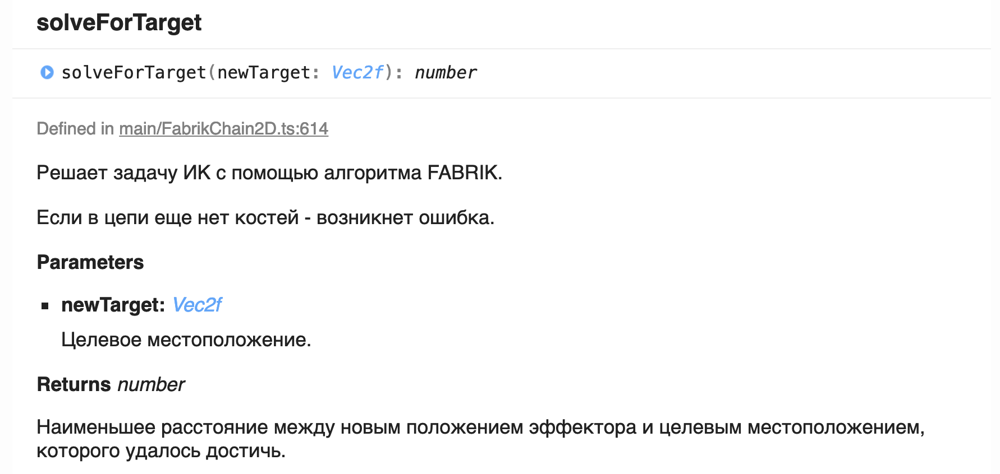 solveForTarget
solveForTarget(newTarget: Vec2f): number
Defined in main/FabrikChain2D.ts:614
Решает задачу ИК с помощью алгоритма FABRIK.
Если в цепи еще нет костей - возникнет ошибка.
Parameters
newTarget: Vec2f
Целевое местоположение.
Returns number
Наименьшее расстояние между новым положением эффектора и целевым местоположением,
которого удалось достичь.